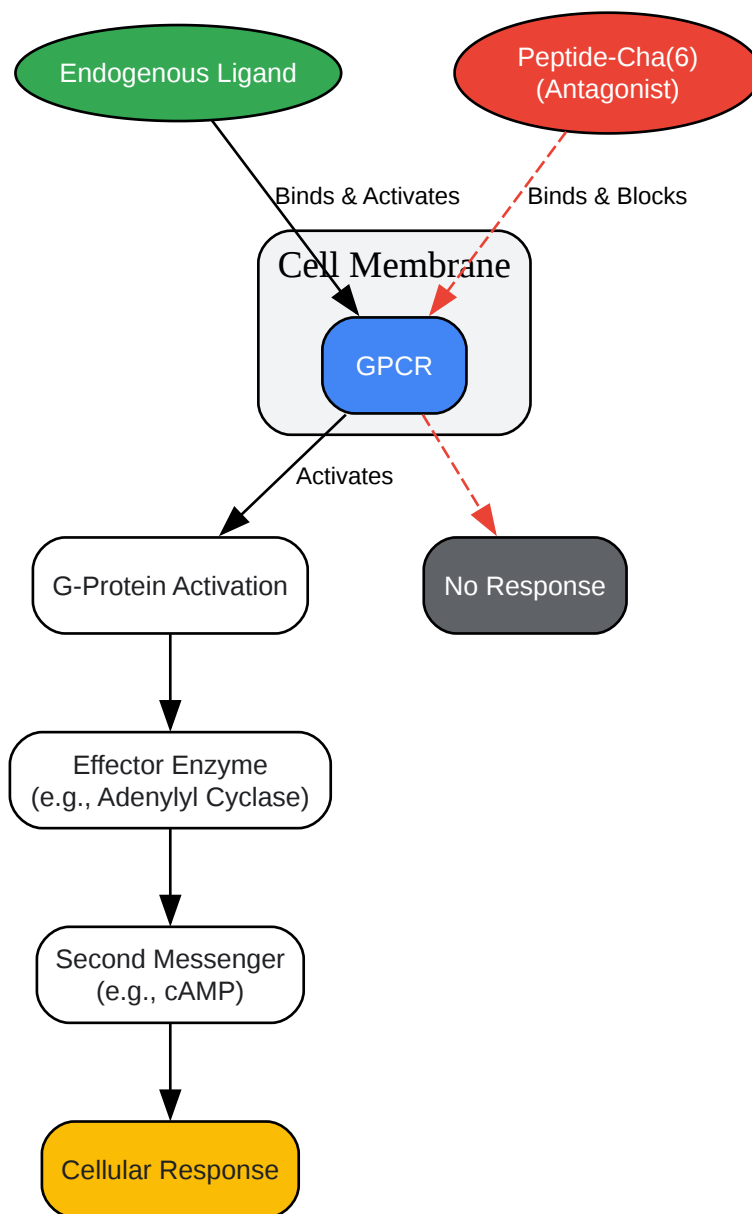 Endogenous Ligand
Peptide-Cha(6)
(Antagonist)
Binds & Activates
Binds & Blocks
Cell Membrane
GPCR
Activates
G-Protein Activation
No Response
Effector Enzyme
(e.g., Adenylyl Cyclase)
Second Messenger
(e.g., cAMP)
Cellular Response